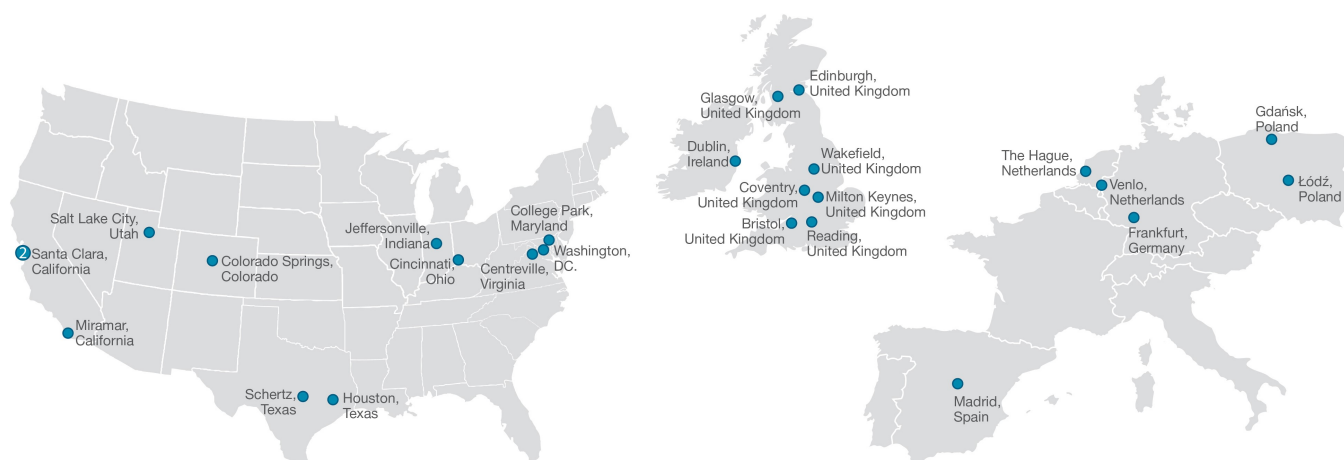 Salt Lake City,
Utah
2
Santa Clara,
California
Miramar,
California
Colorado Springs,
Colorado
Schertz,
Texas
Houston,
Texas
Jeffersonville,
Indiana
Cincinnati,
Ohio
College Park,
Maryland
Washington,
DC.
Centreville,
Virginia
Edinburgh,
United Kingdom
Glasgow,
United Kingdom
Dublin,
Ireland
Wakefield,
United Kingdom
Coventry,
United Kingdom
Milton Keynes,
United Kingdom
Bristol,
United Kingdom
Reading,
United Kingdom
Gdańsk,
Poland
The Hague,
Netherlands
Venlo,
Netherlands
Łódź,
Poland
Frankfurt,
Germany
Madrid,
Spain